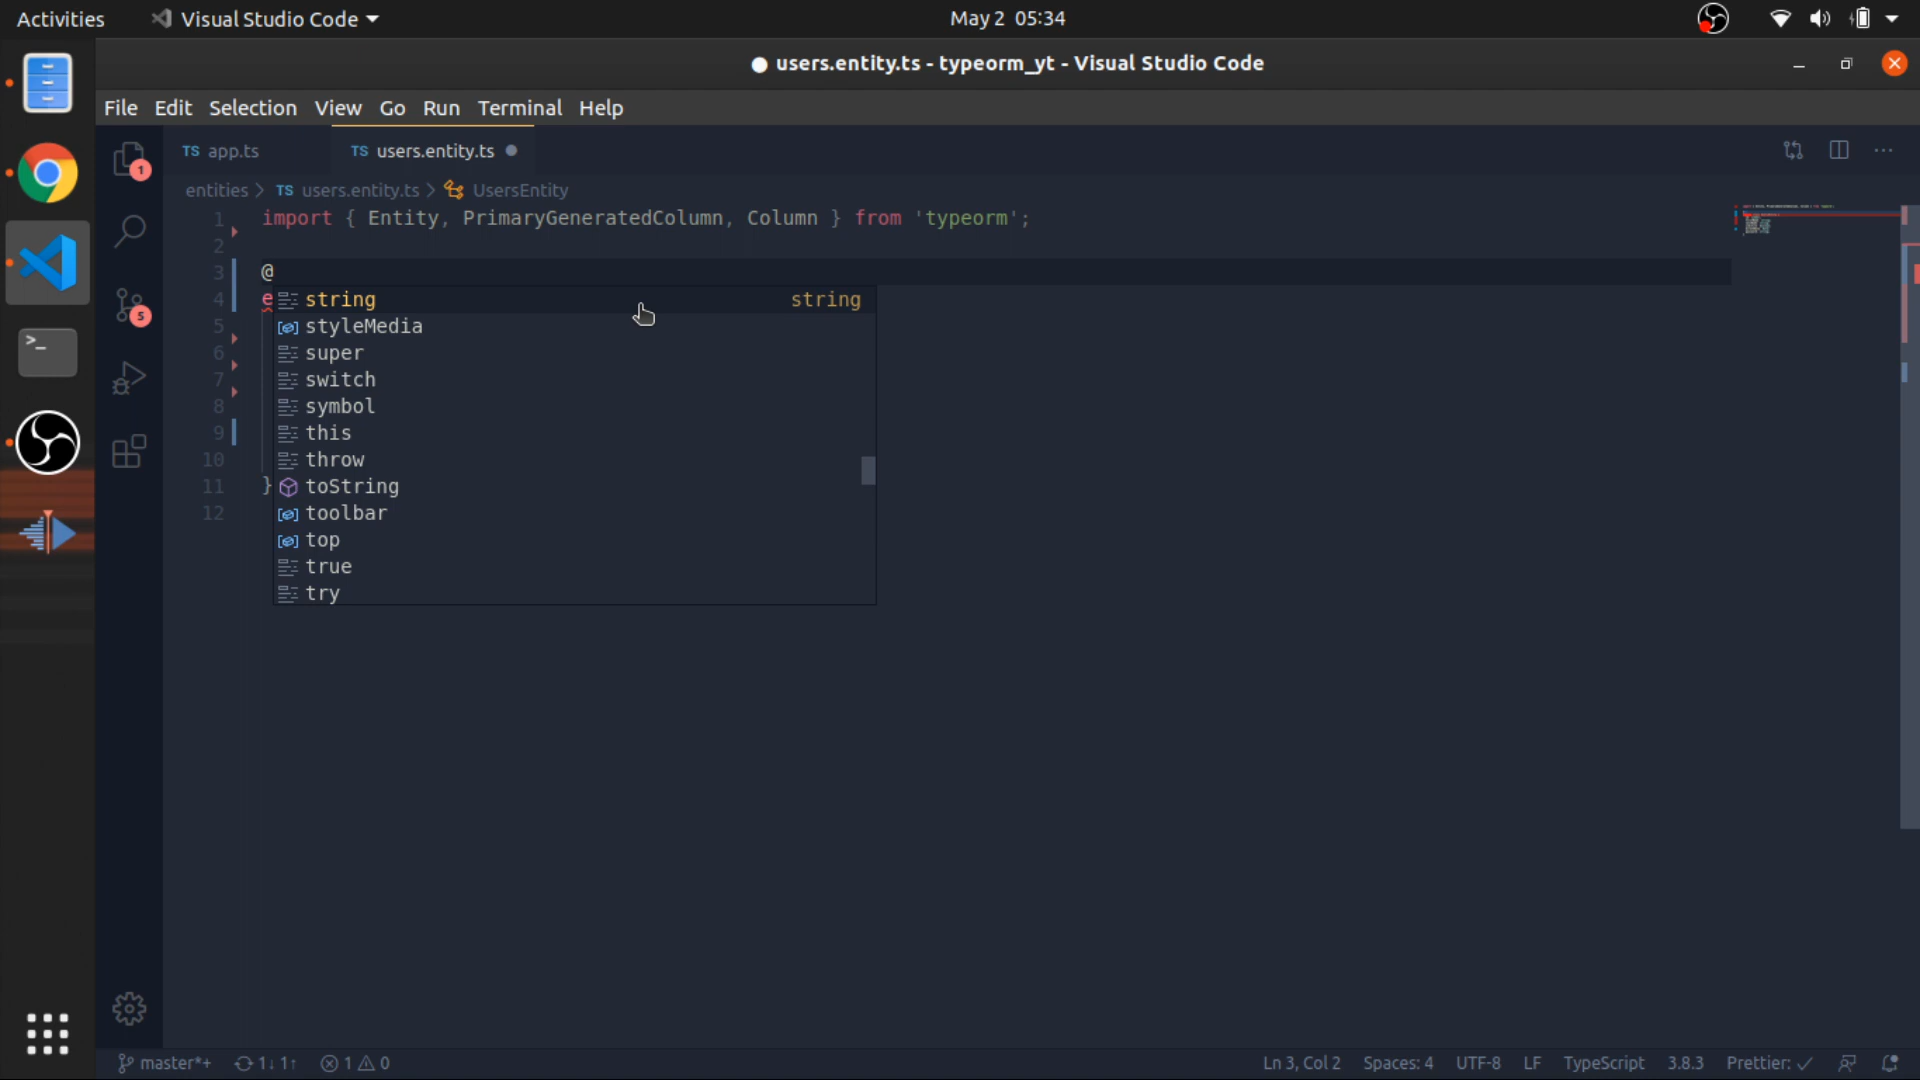 Activities
Visual Studio Code
May 2 05:34
users.entity.ts - typeorm_yt - Visual Studio Code
File Edit Selection View Go Run Terminal Help
TS app.ts
TS users.entity.ts
entities > TS users.entity.ts > UsersEntity
1 import { Entity, PrimaryGeneratedColumn, Column } from 'typeorm';
2
3 @
4 e
string string
5
styleMedia
6
super
7
switch
8
symbol
9
this
10
throw
11 }
toString
12
toolbar
top
true
try
1
5
master*+ 1↓ 1↑ 1 0
Ln 3, Col 2 Spaces: 4 UTF-8 LF TypeScript 3.8.3 Prettier: ✓